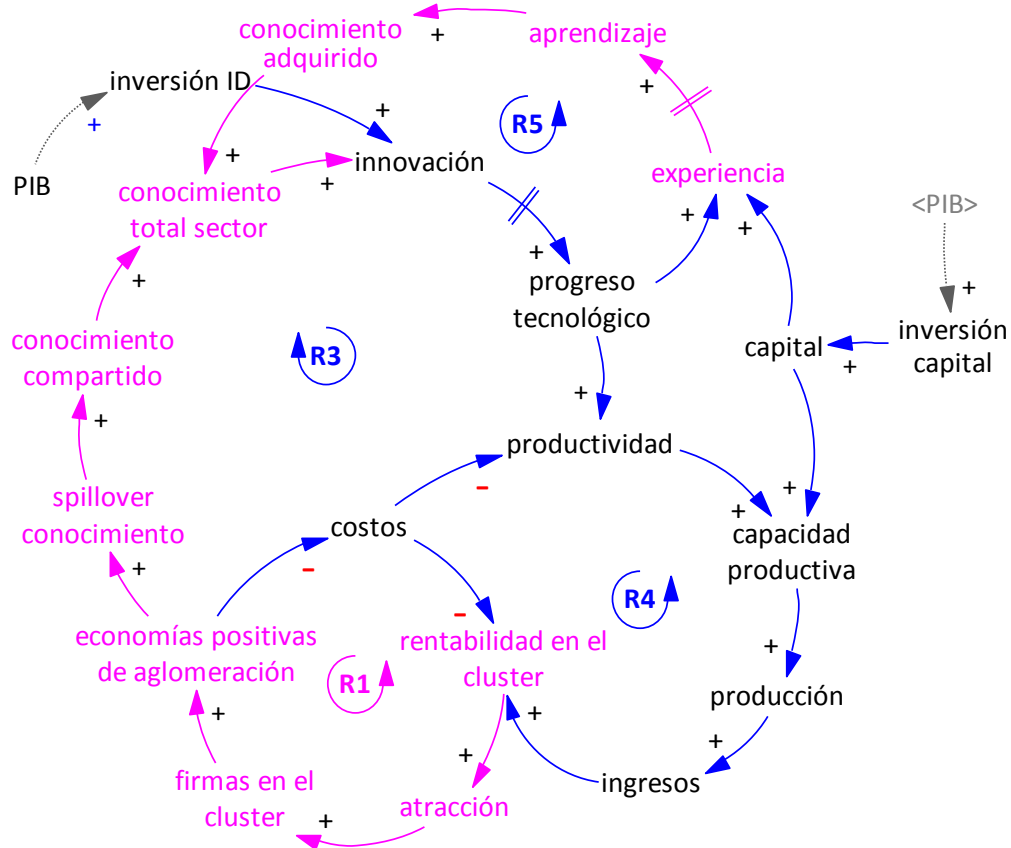 conocimiento
adquirido
+
aprendizaje
inversión ID
+
+
+
R5
PIB
+
innovación
+
experiencia
conocimiento
total sector
+
+
<PIB>
+
+
progreso
tecnológico
+
inversión
capital
capital
+
conocimiento
compartido
R3
+
+
productividad
-
+
+
spillover
conocimiento
costos
capacidad
productiva
+
-
-
R4
economías positivas
de aglomeración
rentabilidad en el
cluster
R1
+
producción
+
+
+
+
firmas en el
cluster
ingresos
atracción
+